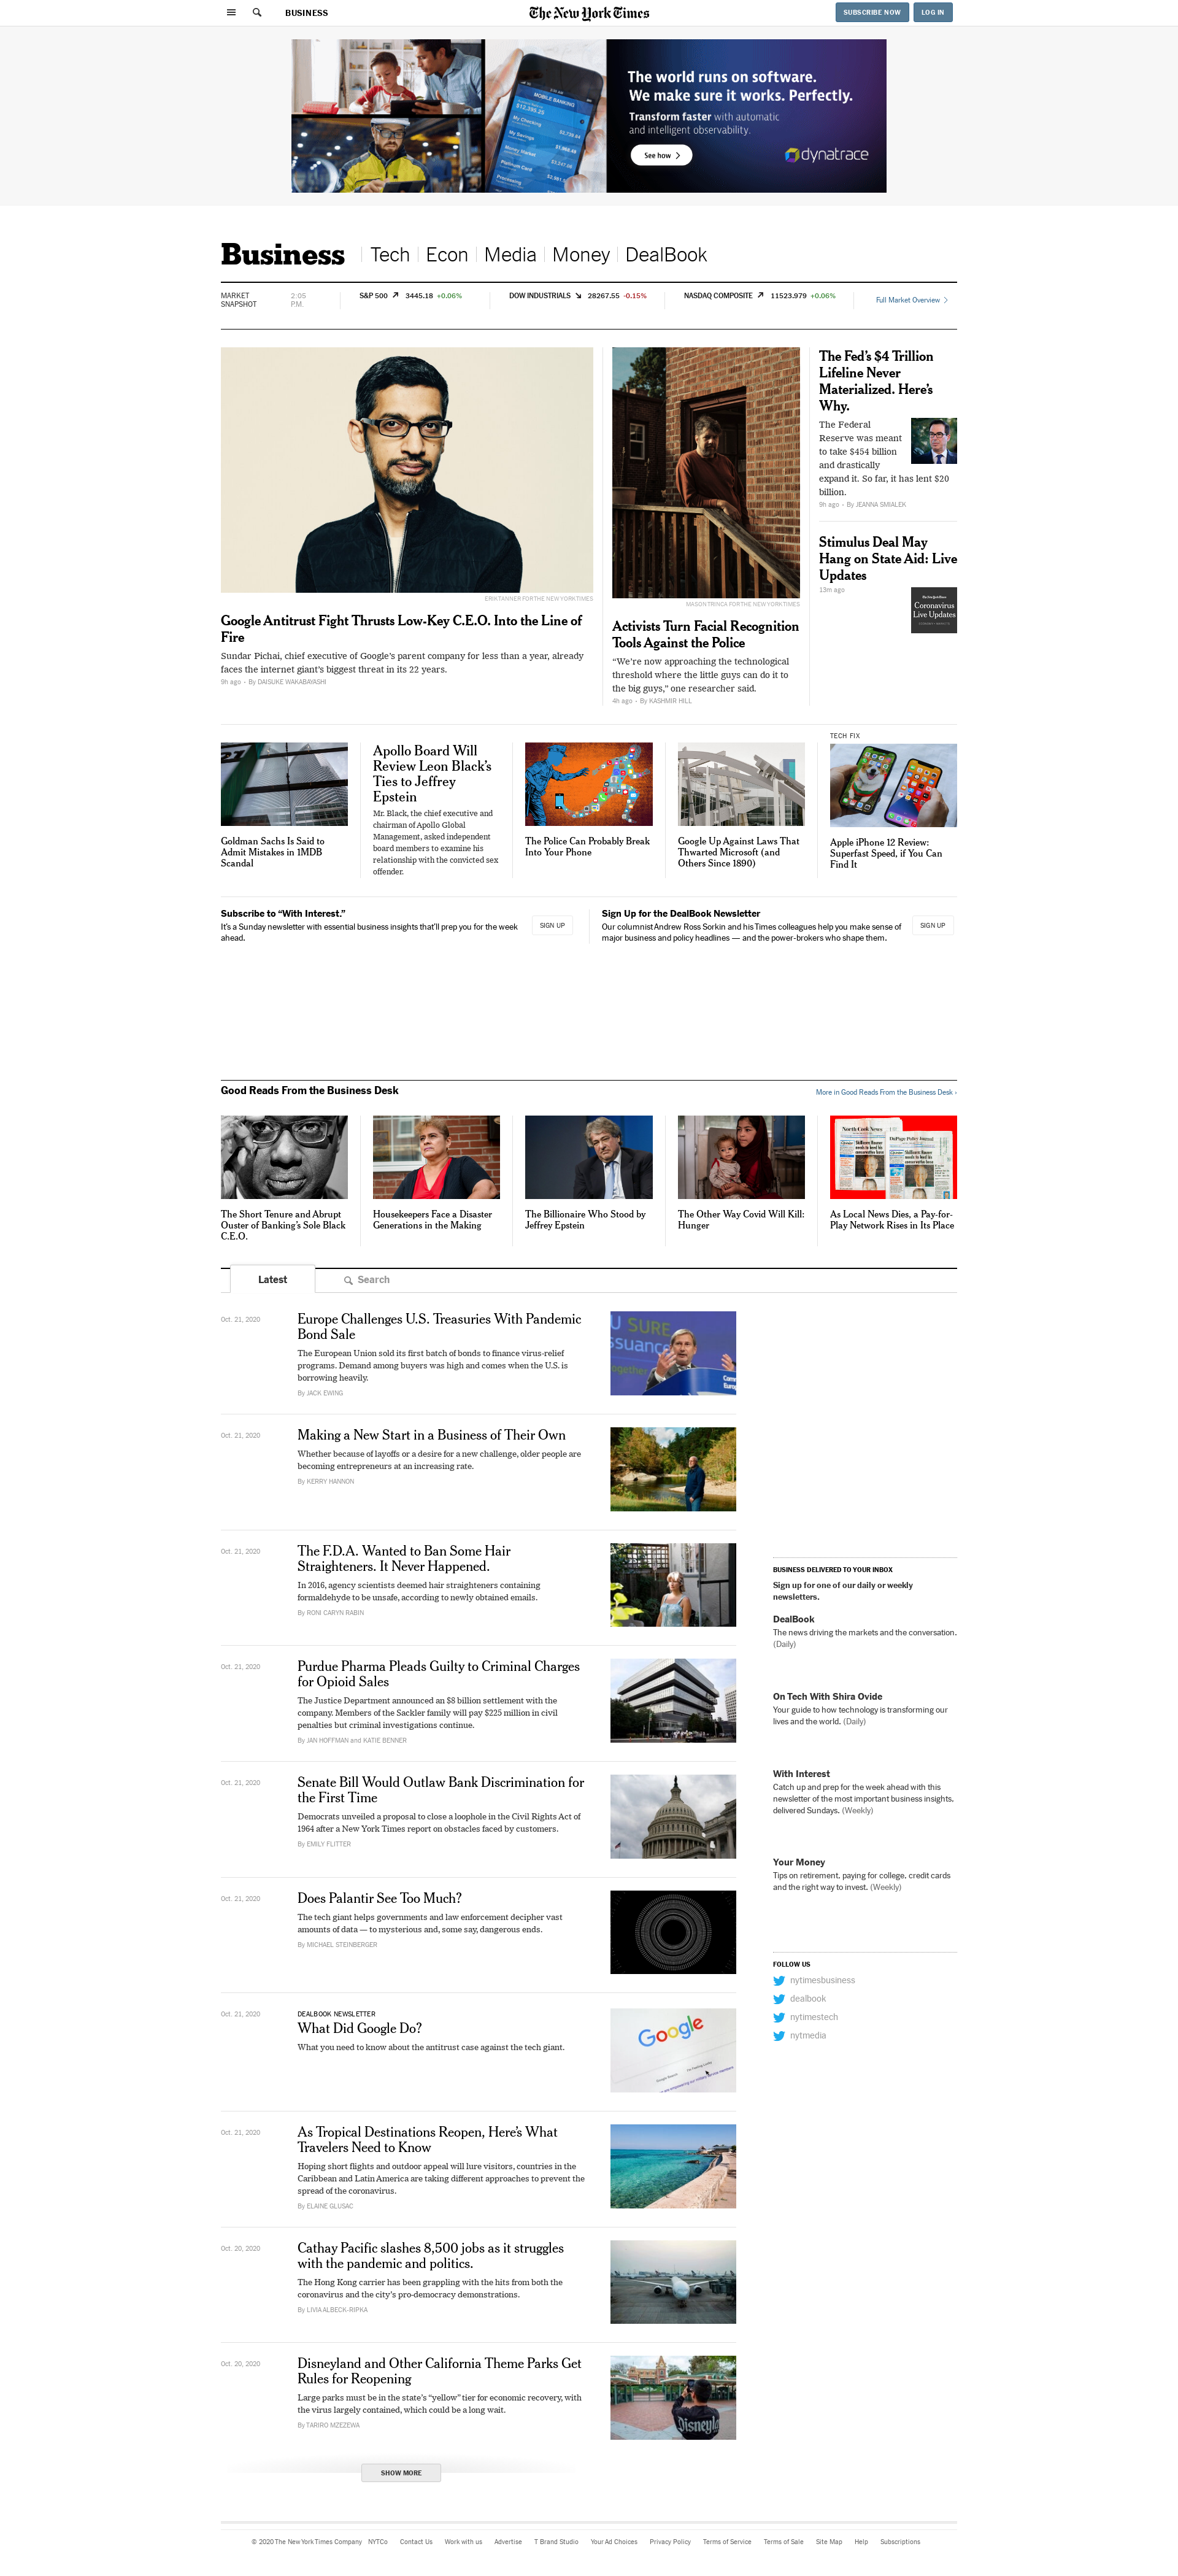 BUSINESS
The New York Times
SUBSCRIBE NOW
LOG IN
MOBILE BANKING
$12,395.25
My Checking
My Savings
Money Market
The world runs on software.
We make sure it works. Perfectly.
Transform faster with automatic
and intelligent observability.
See how
dynatrace
Business
Tech
Econ
Media
Money
DealBook
MARKET
SNAPSHOT
2:05
P.M.
S&P 500 3445.18 +0.06%
DOW INDUSTRIALS 28267.55 -0.15%
NASDAQ COMPOSITE 11523.979 +0.06%
Full Market Overview
ERIK TANNER FOR THE NEW YORK TIMES
Google Antitrust Fight Thrusts Low-Key C.E.O. Into the Line of
Fire
Sundar Pichai, chief executive of Google’s parent company for less than a year, already
faces the internet giant’s biggest threat in its 22 years.
9h ago - By DAISUKE WAKABAYASHI
MASON TRINCA FOR THE NEW YORK TIMES
Activists Turn Facial Recognition
Tools Against the Police
“We’re now approaching the technological
threshold where the little guys can do it to
the big guys,” one researcher said.
4h ago - By KASHMIR HILL
The Fed’s $4 Trillion
Lifeline Never
Materialized. Here’s
Why.
The Federal
Reserve was meant
to take $454 billion
and drastically
expand it. So far, it has lent $20
billion.
9h ago - By JEANNA SMIALEK
Stimulus Deal May
Hang on State Aid: Live
Updates
13m ago
The New York Times
Coronavirus
Live Updates
Goldman Sachs Is Said to
Admit Mistakes in 1MDB
Scandal
Apollo Board Will
Review Leon Black’s
Ties to Jeffrey
Epstein
Mr. Black, the chief executive and
chairman of Apollo Global
Management, asked independent
board members to examine his
relationship with the convicted sex
offender.
The Police Can Probably Break
Into Your Phone
Google Up Against Laws That
Thwarted Microsoft (and
Others Since 1890)
TECH FIX
Apple iPhone 12 Review:
Superfast Speed, if You Can
Find It
Subscribe to “With Interest.”
It’s a Sunday newsletter with essential business insights that’ll prep you for the week
ahead.
SIGN UP
Sign Up for the DealBook Newsletter
Our columnist Andrew Ross Sorkin and his Times colleagues help you make sense of
major business and policy headlines — and the power-brokers who shape them.
SIGN UP
Good Reads From the Business Desk
More in Good Reads From the Business Desk ›
North Cook News
DuPage Policy Journal
The Short Tenure and Abrupt
Ouster of Banking’s Sole Black
C.E.O.
Housekeepers Face a Disaster
Generations in the Making
The Billionaire Who Stood by
Jeffrey Epstein
The Other Way Covid Will Kill:
Hunger
As Local News Dies, a Pay-for-
Play Network Rises in Its Place
Latest
Search
Oct. 21, 2020
Europe Challenges U.S. Treasuries With Pandemic
Bond Sale
The European Union sold its first batch of bonds to finance virus-relief
programs. Demand among buyers was high and comes when the U.S. is
borrowing heavily.
By JACK EWING
Oct. 21, 2020
Making a New Start in a Business of Their Own
Whether because of layoffs or a desire for a new challenge, older people are
becoming entrepreneurs at an increasing rate.
By KERRY HANNON
Oct. 21, 2020
The F.D.A. Wanted to Ban Some Hair
Straighteners. It Never Happened.
In 2016, agency scientists deemed hair straighteners containing
formaldehyde to be unsafe, according to newly obtained emails.
By RONI CARYN RABIN
Oct. 21, 2020
Purdue Pharma Pleads Guilty to Criminal Charges
for Opioid Sales
The Justice Department announced an $8 billion settlement with the
company. Members of the Sackler family will pay $225 million in civil
penalties but criminal investigations continue.
By JAN HOFFMAN and KATIE BENNER
Oct. 21, 2020
Senate Bill Would Outlaw Bank Discrimination for
the First Time
Democrats unveiled a proposal to close a loophole in the Civil Rights Act of
1964 after a New York Times report on obstacles faced by customers.
By EMILY FLITTER
Oct. 21, 2020
Does Palantir See Too Much?
The tech giant helps governments and law enforcement decipher vast
amounts of data — to mysterious and, some say, dangerous ends.
By MICHAEL STEINBERGER
Oct. 21, 2020
DEALBOOK NEWSLETTER
What Did Google Do?
What you need to know about the antitrust case against the tech giant.
Google
Oct. 21, 2020
As Tropical Destinations Reopen, Here’s What
Travelers Need to Know
Hoping short flights and outdoor appeal will lure visitors, countries in the
Caribbean and Latin America are taking different approaches to prevent the
spread of the coronavirus.
By ELAINE GLUSAC
Oct. 20, 2020
Cathay Pacific slashes 8,500 jobs as it struggles
with the pandemic and politics.
The Hong Kong carrier has been grappling with the hits from both the
coronavirus and the city’s pro-democracy demonstrations.
By LIVIA ALBECK-RIPKA
Oct. 20, 2020
Disneyland and Other California Theme Parks Get
Rules for Reopening
Large parks must be in the state’s “yellow” tier for economic recovery, with
the virus largely contained, which could be a long wait.
By TARIRO MZEZEWA
SHOW MORE
BUSINESS DELIVERED TO YOUR INBOX
Sign up for one of our daily or weekly
newsletters.
DealBook
The news driving the markets and the conversation.
(Daily)
On Tech With Shira Ovide
Your guide to how technology is transforming our
lives and the world. (Daily)
With Interest
Catch up and prep for the week ahead with this
newsletter of the most important business insights,
delivered Sundays. (Weekly)
Your Money
Tips on retirement, paying for college, credit cards
and the right way to invest. (Weekly)
FOLLOW US
nytimesbusiness
dealbook
nytimestech
nytmedia
© 2020 The New York Times Company NYTCo Contact Us Work with us Advertise T Brand Studio Your Ad Choices Privacy Policy Terms of Service Terms of Sale Site Map Help Subscriptions